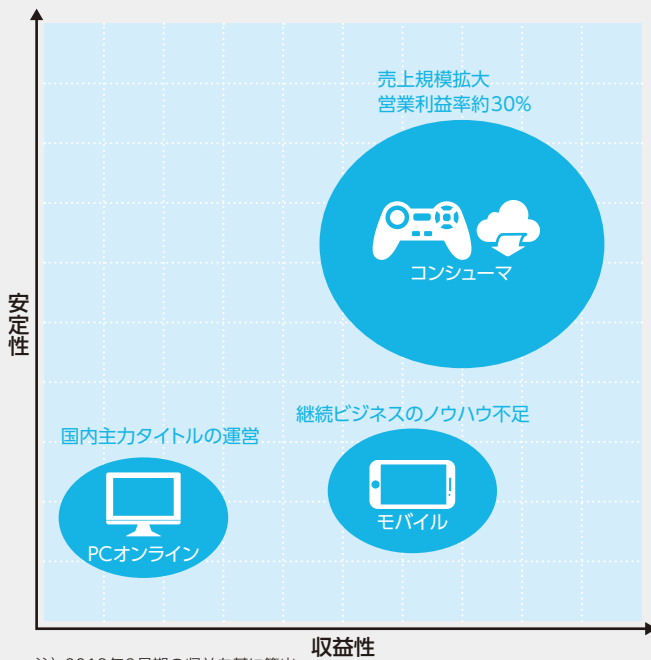 売上規模拡大
営業利益率約30%
コンシューマ
安定性
継続ビジネスのノウハウ不足
国内主力タイトルの運営
モバイル
PCオンライン
収益性